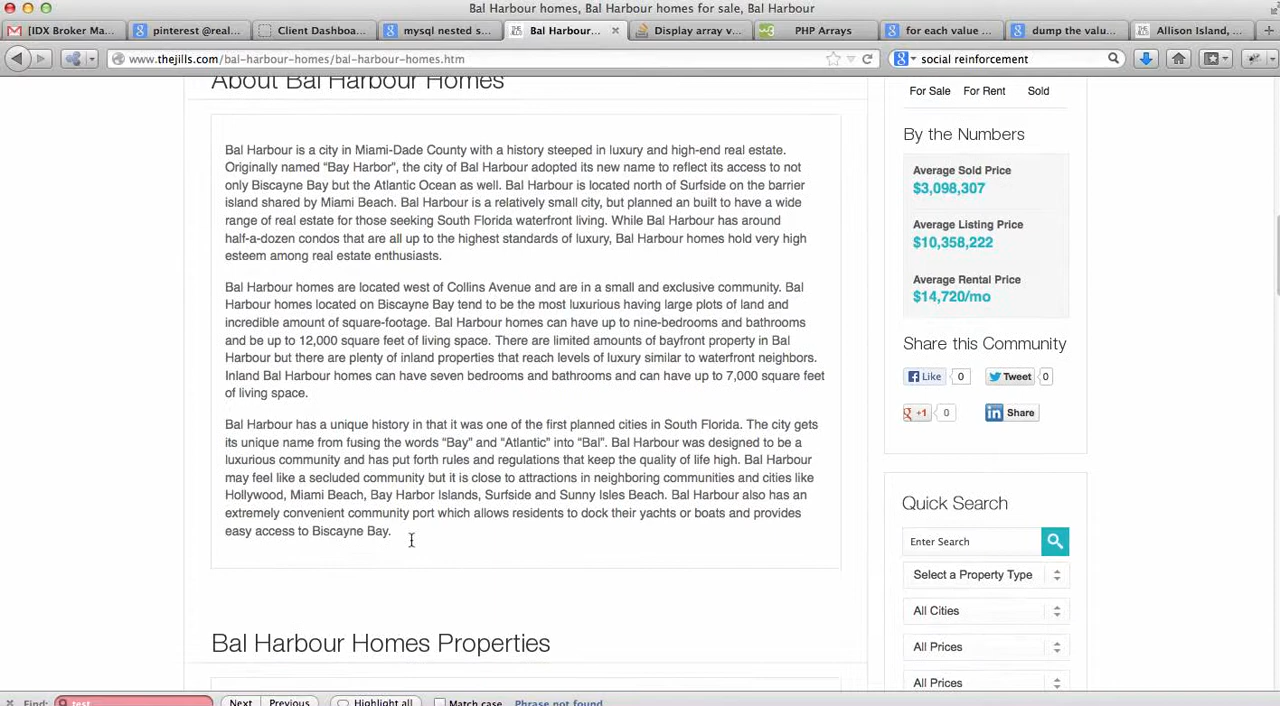 Bal Harbour homes, Bal Harbour homes for sale, Bal Harbour
[IDX Broker Ma...
pinterest @real...
Client Dashboa...
mysql nested s...
Bal Harbour...
Display array v...
PHP Arrays
for each value ...
dump the valu...
Allison Island, ...
www.thejills.com/bal-harbour-homes/bal-harbour-homes.htm
social reinforcement
About Bal Harbour Homes
Bal Harbour is a city in Miami-Dade County with a history steeped in luxury and high-end real estate.
Originally named “Bay Harbor”, the city of Bal Harbour adopted its new name to reflect its access to not
only Biscayne Bay but the Atlantic Ocean as well. Bal Harbour is located north of Surfside on the barrier
island shared by Miami Beach. Bal Harbour is a relatively small city, but planned an built to have a wide
range of real estate for those seeking South Florida waterfront living. While Bal Harbour has around
half-a-dozen condos that are all up to the highest standards of luxury, Bal Harbour homes hold very high
esteem among real estate enthusiasts.
Bal Harbour homes are located west of Collins Avenue and are in a small and exclusive community. Bal
Harbour homes located on Biscayne Bay tend to be the most luxurious having large plots of land and
incredible amount of square-footage. Bal Harbour homes can have up to nine-bedrooms and bathrooms
and be up to 12,000 square feet of living space. There are limited amounts of bayfront property in Bal
Harbour but there are plenty of inland properties that reach levels of luxury similar to waterfront neighbors.
Inland Bal Harbour homes can have seven bedrooms and bathrooms and can have up to 7,000 square feet
of living space.
Bal Harbour has a unique history in that it was one of the first planned cities in South Florida. The city gets
its unique name from fusing the words “Bay” and “Atlantic” into “Bal”. Bal Harbour was designed to be a
luxurious community and has put forth rules and regulations that keep the quality of life high. Bal Harbour
may feel like a secluded community but it is close to attractions in neighboring communities and cities like
Hollywood, Miami Beach, Bay Harbor Islands, Surfside and Sunny Isles Beach. Bal Harbour also has an
extremely convenient community port which allows residents to dock their yachts or boats and provides
easy access to Biscayne Bay.
Bal Harbour Homes Properties
For Sale For Rent Sold
By the Numbers
Average Sold Price
$3,098,307
Average Listing Price
$10,358,222
Average Rental Price
$14,720/mo
Share this Community
Like 0 Tweet 0
+1 0 in Share
Quick Search
Enter Search
Select a Property Type
All Cities
All Prices
All Prices
Find: test Next Previous Highlight all Match case Phrase not found